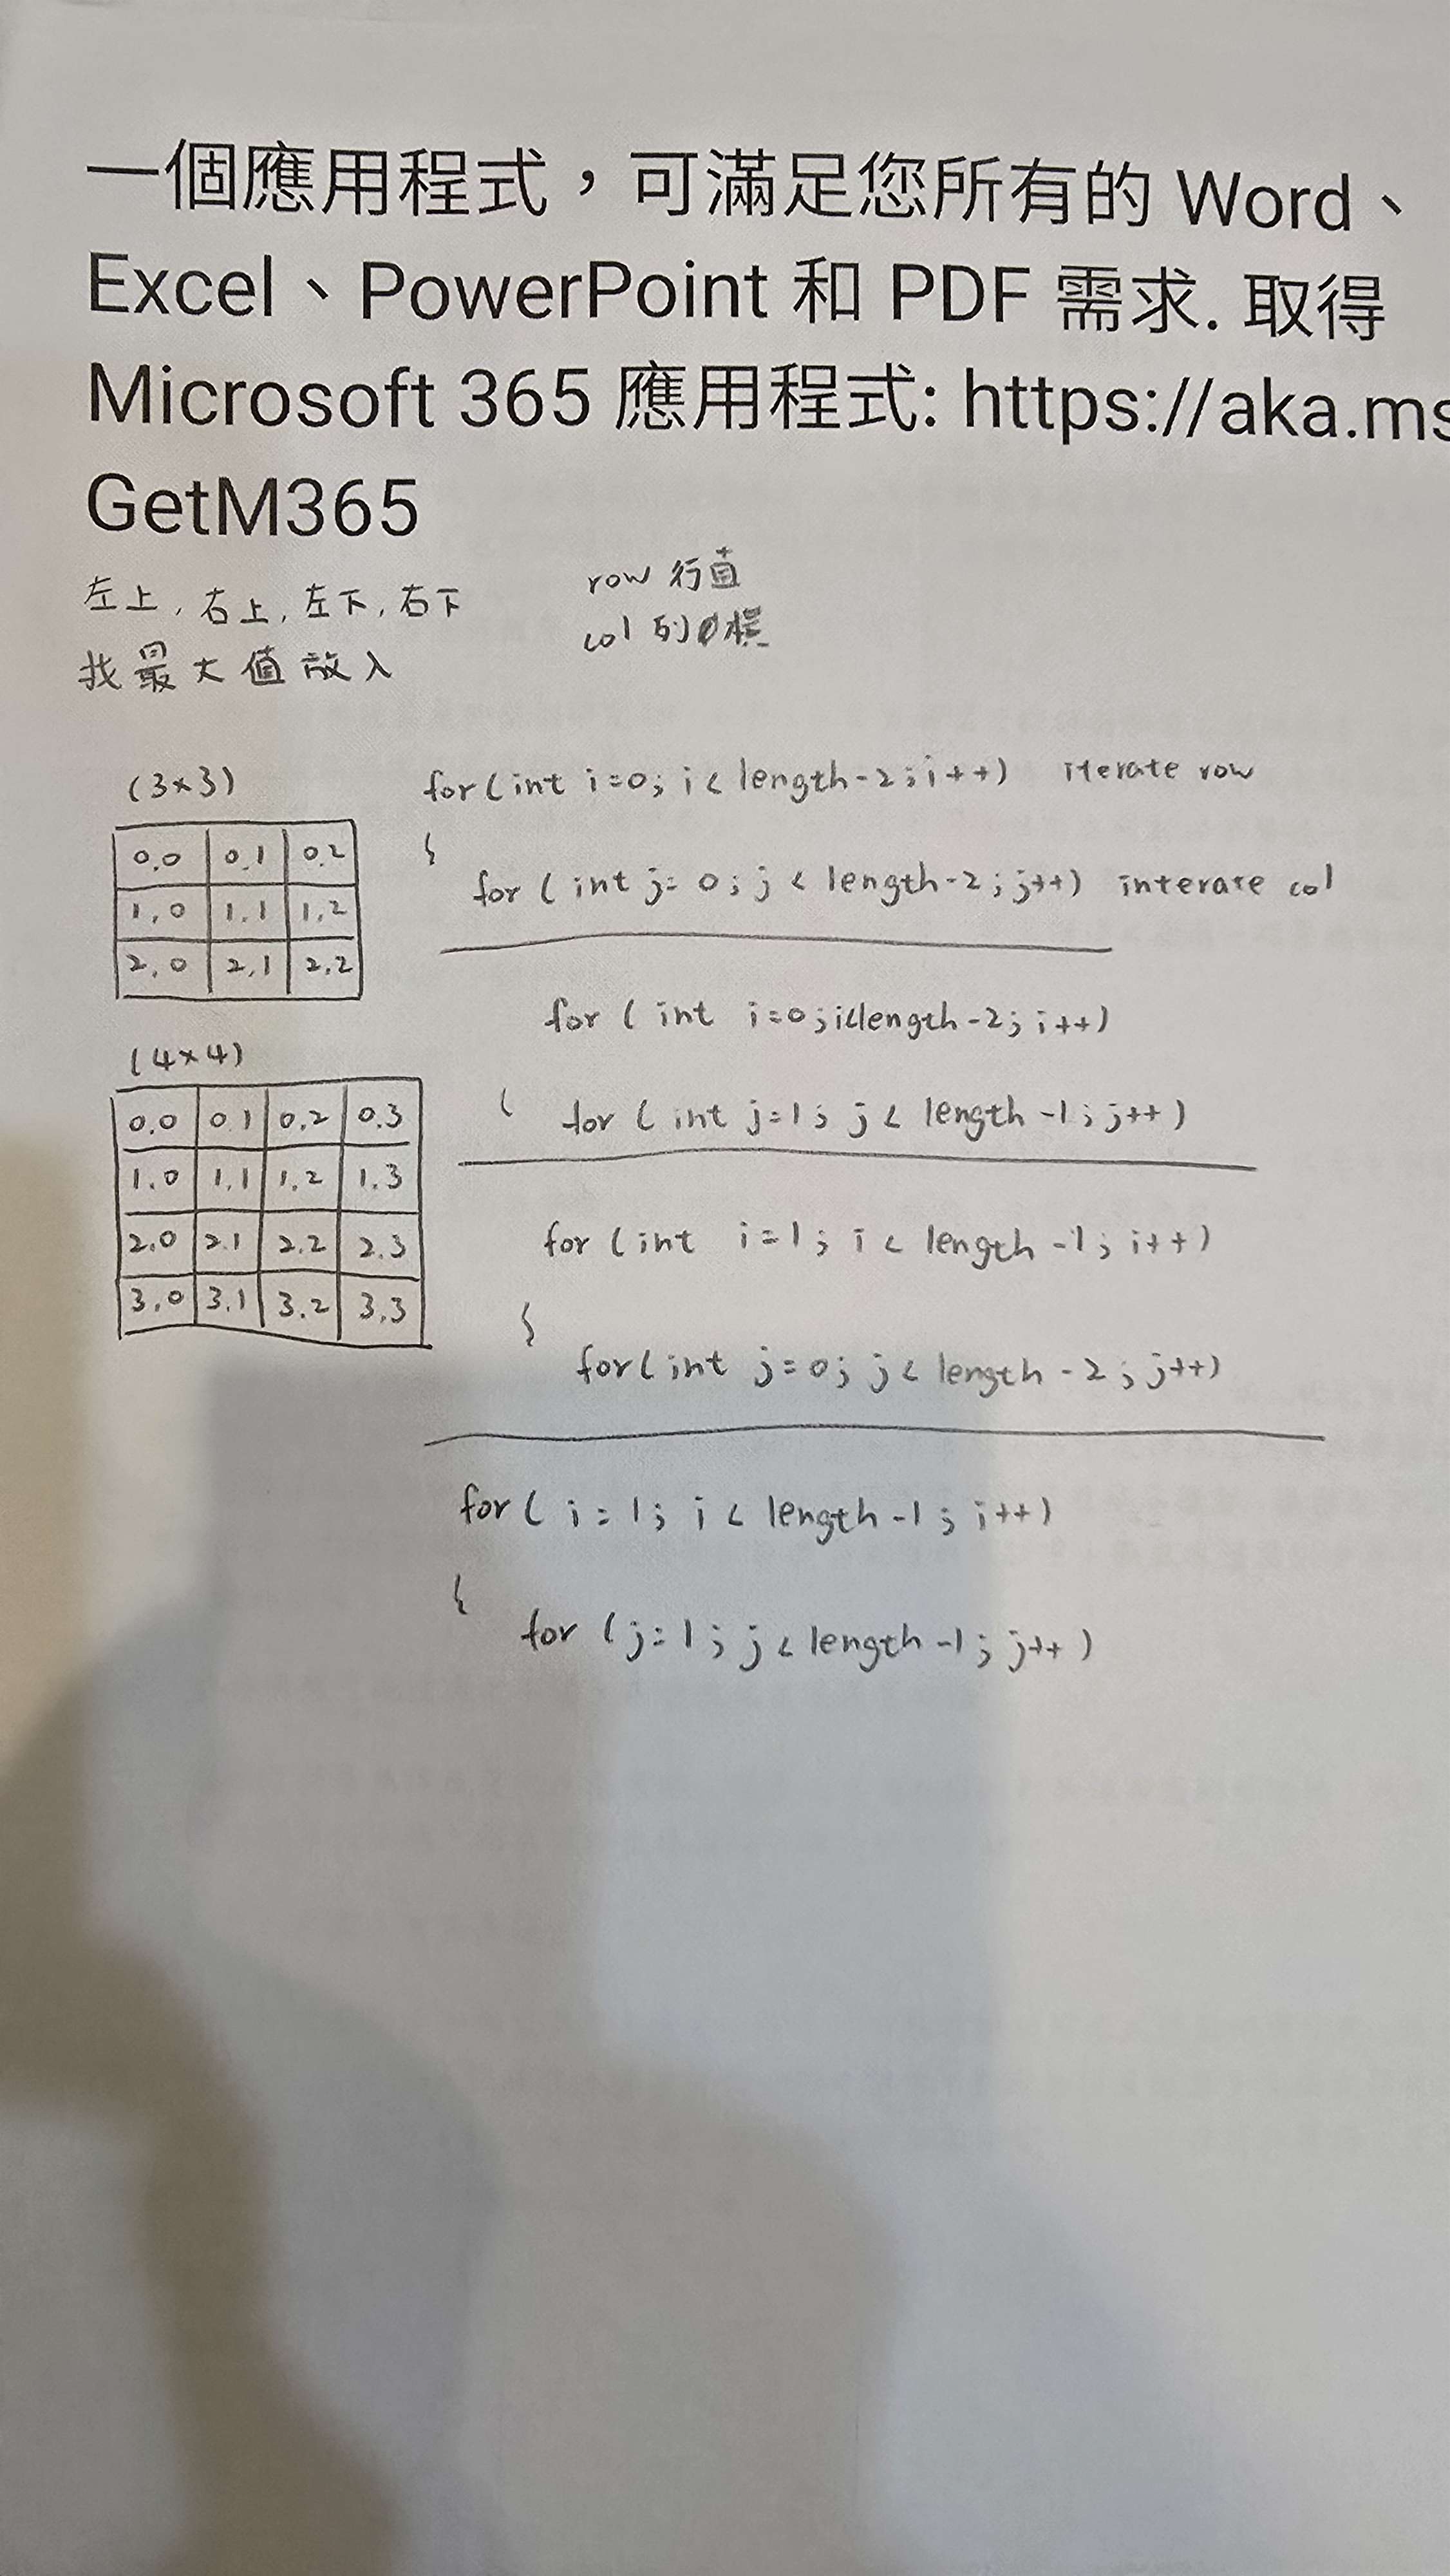 一個應用程式，可滿足您所有的 Word、
Excel、PowerPoint 和 PDF 需求. 取得
Microsoft 365 應用程式: https://aka.ms
GetM365
左上, 右上, 左下, 右下
找最大值放入
row 行直
col 列橫
(3×3)
0.0 0.1 0.2
1,0 1.1 1,2
2,0 2,1 2,2
(4×4)
0.0 0.1 0.2 0.3
1.0 1.1 1.2 1.3
2.0 2.1 2.2 2.3
3.0 3.1 3.2 3.3
for(int i=0; i< length-2; i++) iterate row
{
for (int j=0; j < length-2; j++) interate col
for (int i=0; i<length-2; i++)
{ for (int j=1; j < length-1; j++)
for (int i=1; i < length-1; i++)
{
for(int j=0; j < length-2; j++)
for( i=1; i < length-1; i++)
{
for (j=1; j<length-1; j++)